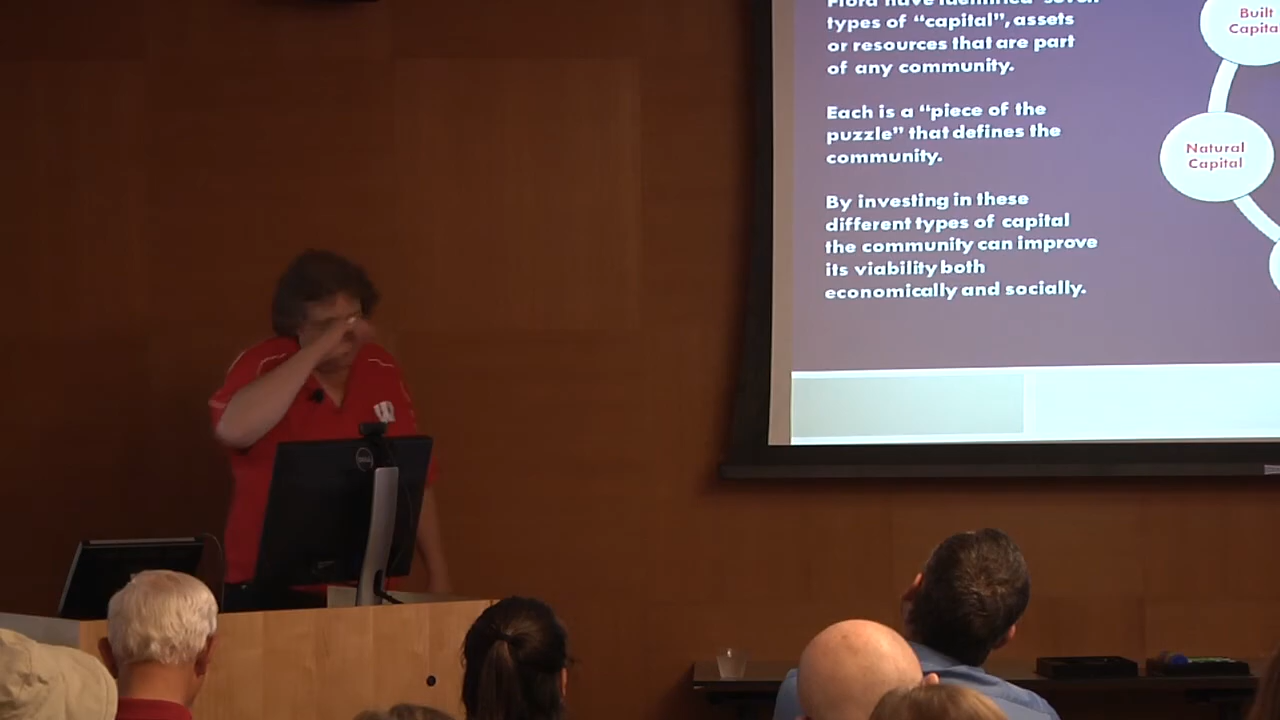 types of “capital”, assets
or resources that are part
of any community.
Each is a “piece of the
puzzle” that defines the
community.
By investing in these
different types of capital
the community can improve
its viability both
economically and socially.
Built
Natural
Capital
W
DELL